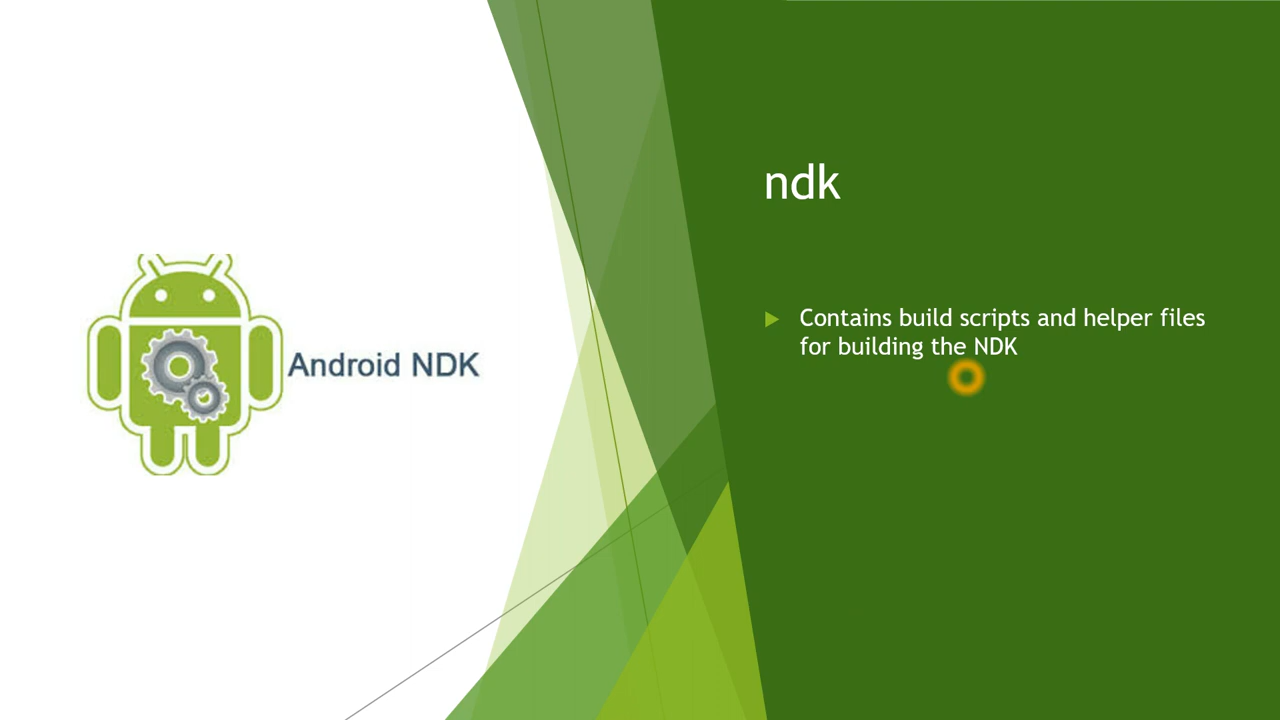 Android NDK
ndk
Contains build scripts and helper files
for building the NDK